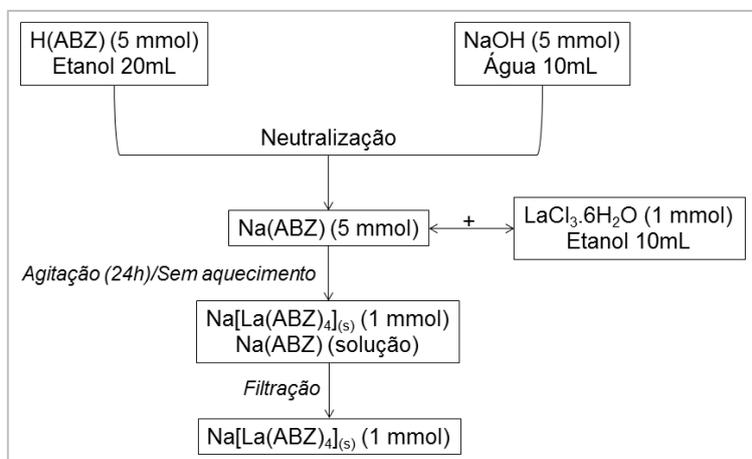 H(ABZ) (5 mmol)
Etanol 20mL
NaOH (5 mmol)
Água 10mL
Neutralização
Na(ABZ) (5 mmol)
+
LaCl₃.6H₂O (1 mmol)
Etanol 10mL
Agitação (24h)/Sem aquecimento
Na[La(ABZ)₄]₍s₎ (1 mmol)
Na(ABZ) (solução)
Filtração
Na[La(ABZ)₄]₍s₎ (1 mmol)